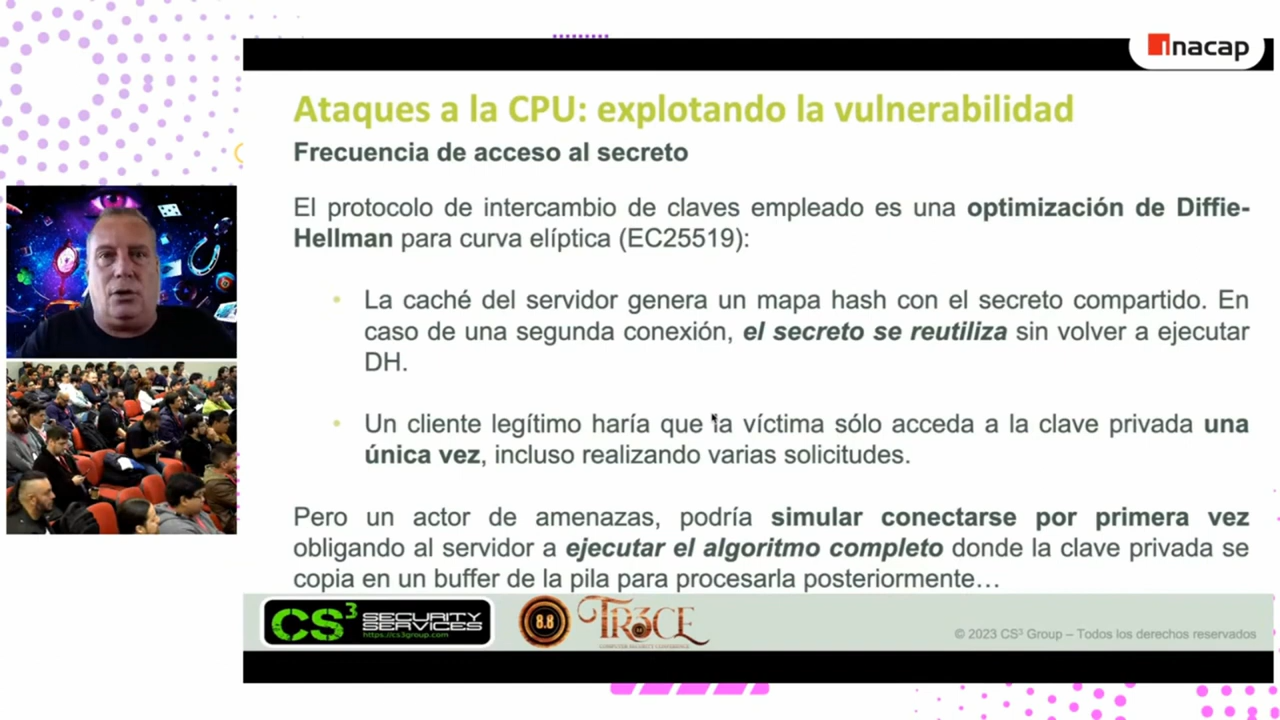 ınacap
Ataques a la CPU: explotando la vulnerabilidad
Frecuencia de acceso al secreto
El protocolo de intercambio de claves empleado es una optimización de Diffie-
Hellman para curva elíptica (EC25519):
• La caché del servidor genera un mapa hash con el secreto compartido. En
caso de una segunda conexión, el secreto se reutiliza sin volver a ejecutar
DH.
• Un cliente legítimo haría que la víctima sólo acceda a la clave privada una
única vez, incluso realizando varias solicitudes.
Pero un actor de amenazas, podría simular conectarse por primera vez
obligando al servidor a ejecutar el algoritmo completo donde la clave privada se
copia en un buffer de la pila para procesarla posteriormente…
CS3 SECURITY
SERVICES
https://cs3group.com
8.8
TR3CE
COMPUTER SECURITY CONFERENCE
© 2023 CS3 Group – Todos los derechos reservados